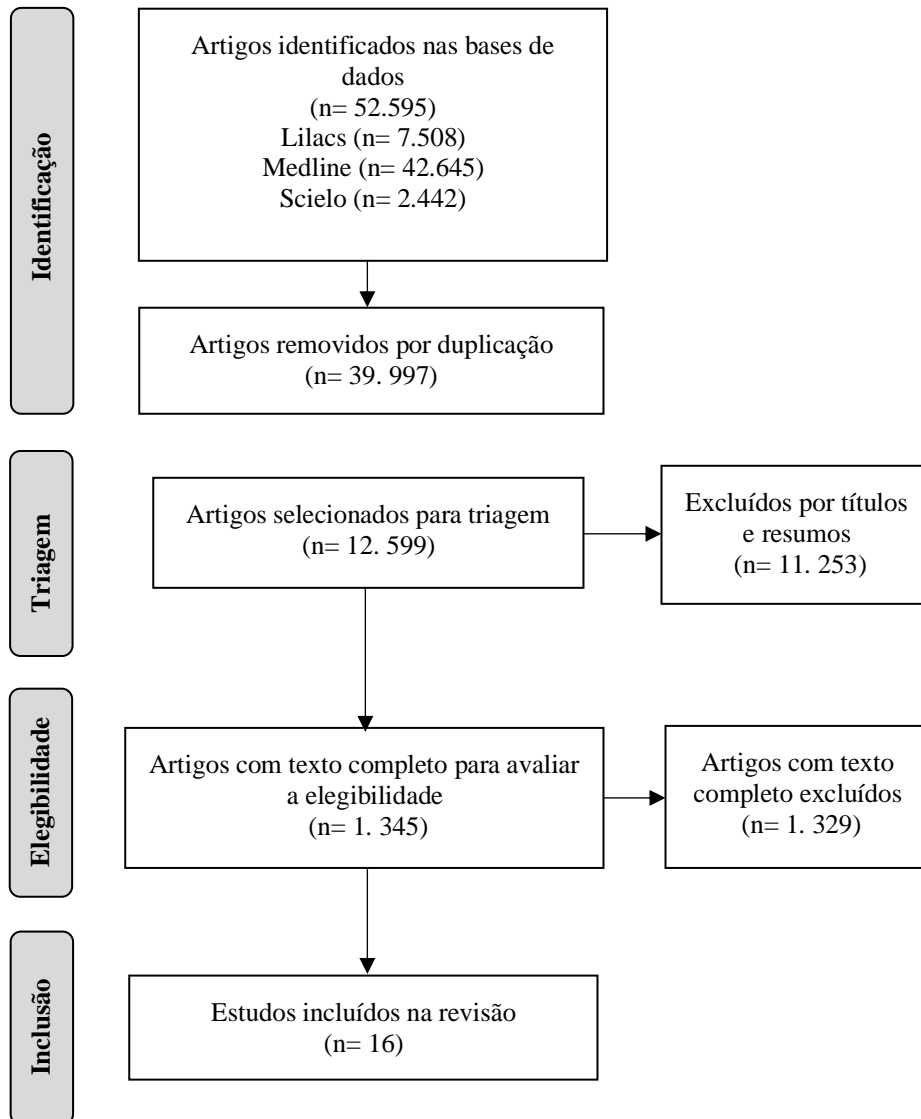 Identificação
Artigos identificados nas bases de
dados
(n= 52.595)
Lilacs (n= 7.508)
Medline (n= 42.645)
Scielo (n= 2.442)
Artigos removidos por duplicação
(n= 39. 997)
Triagem
Artigos selecionados para triagem
(n= 12. 599)
Excluídos por títulos
e resumos
(n= 11. 253)
Elegibilidade
Artigos com texto completo para avaliar
a elegibilidade
(n= 1. 345)
Artigos com texto
completo excluídos
(n= 1. 329)
Inclusão
Estudos incluídos na revisão
(n= 16)